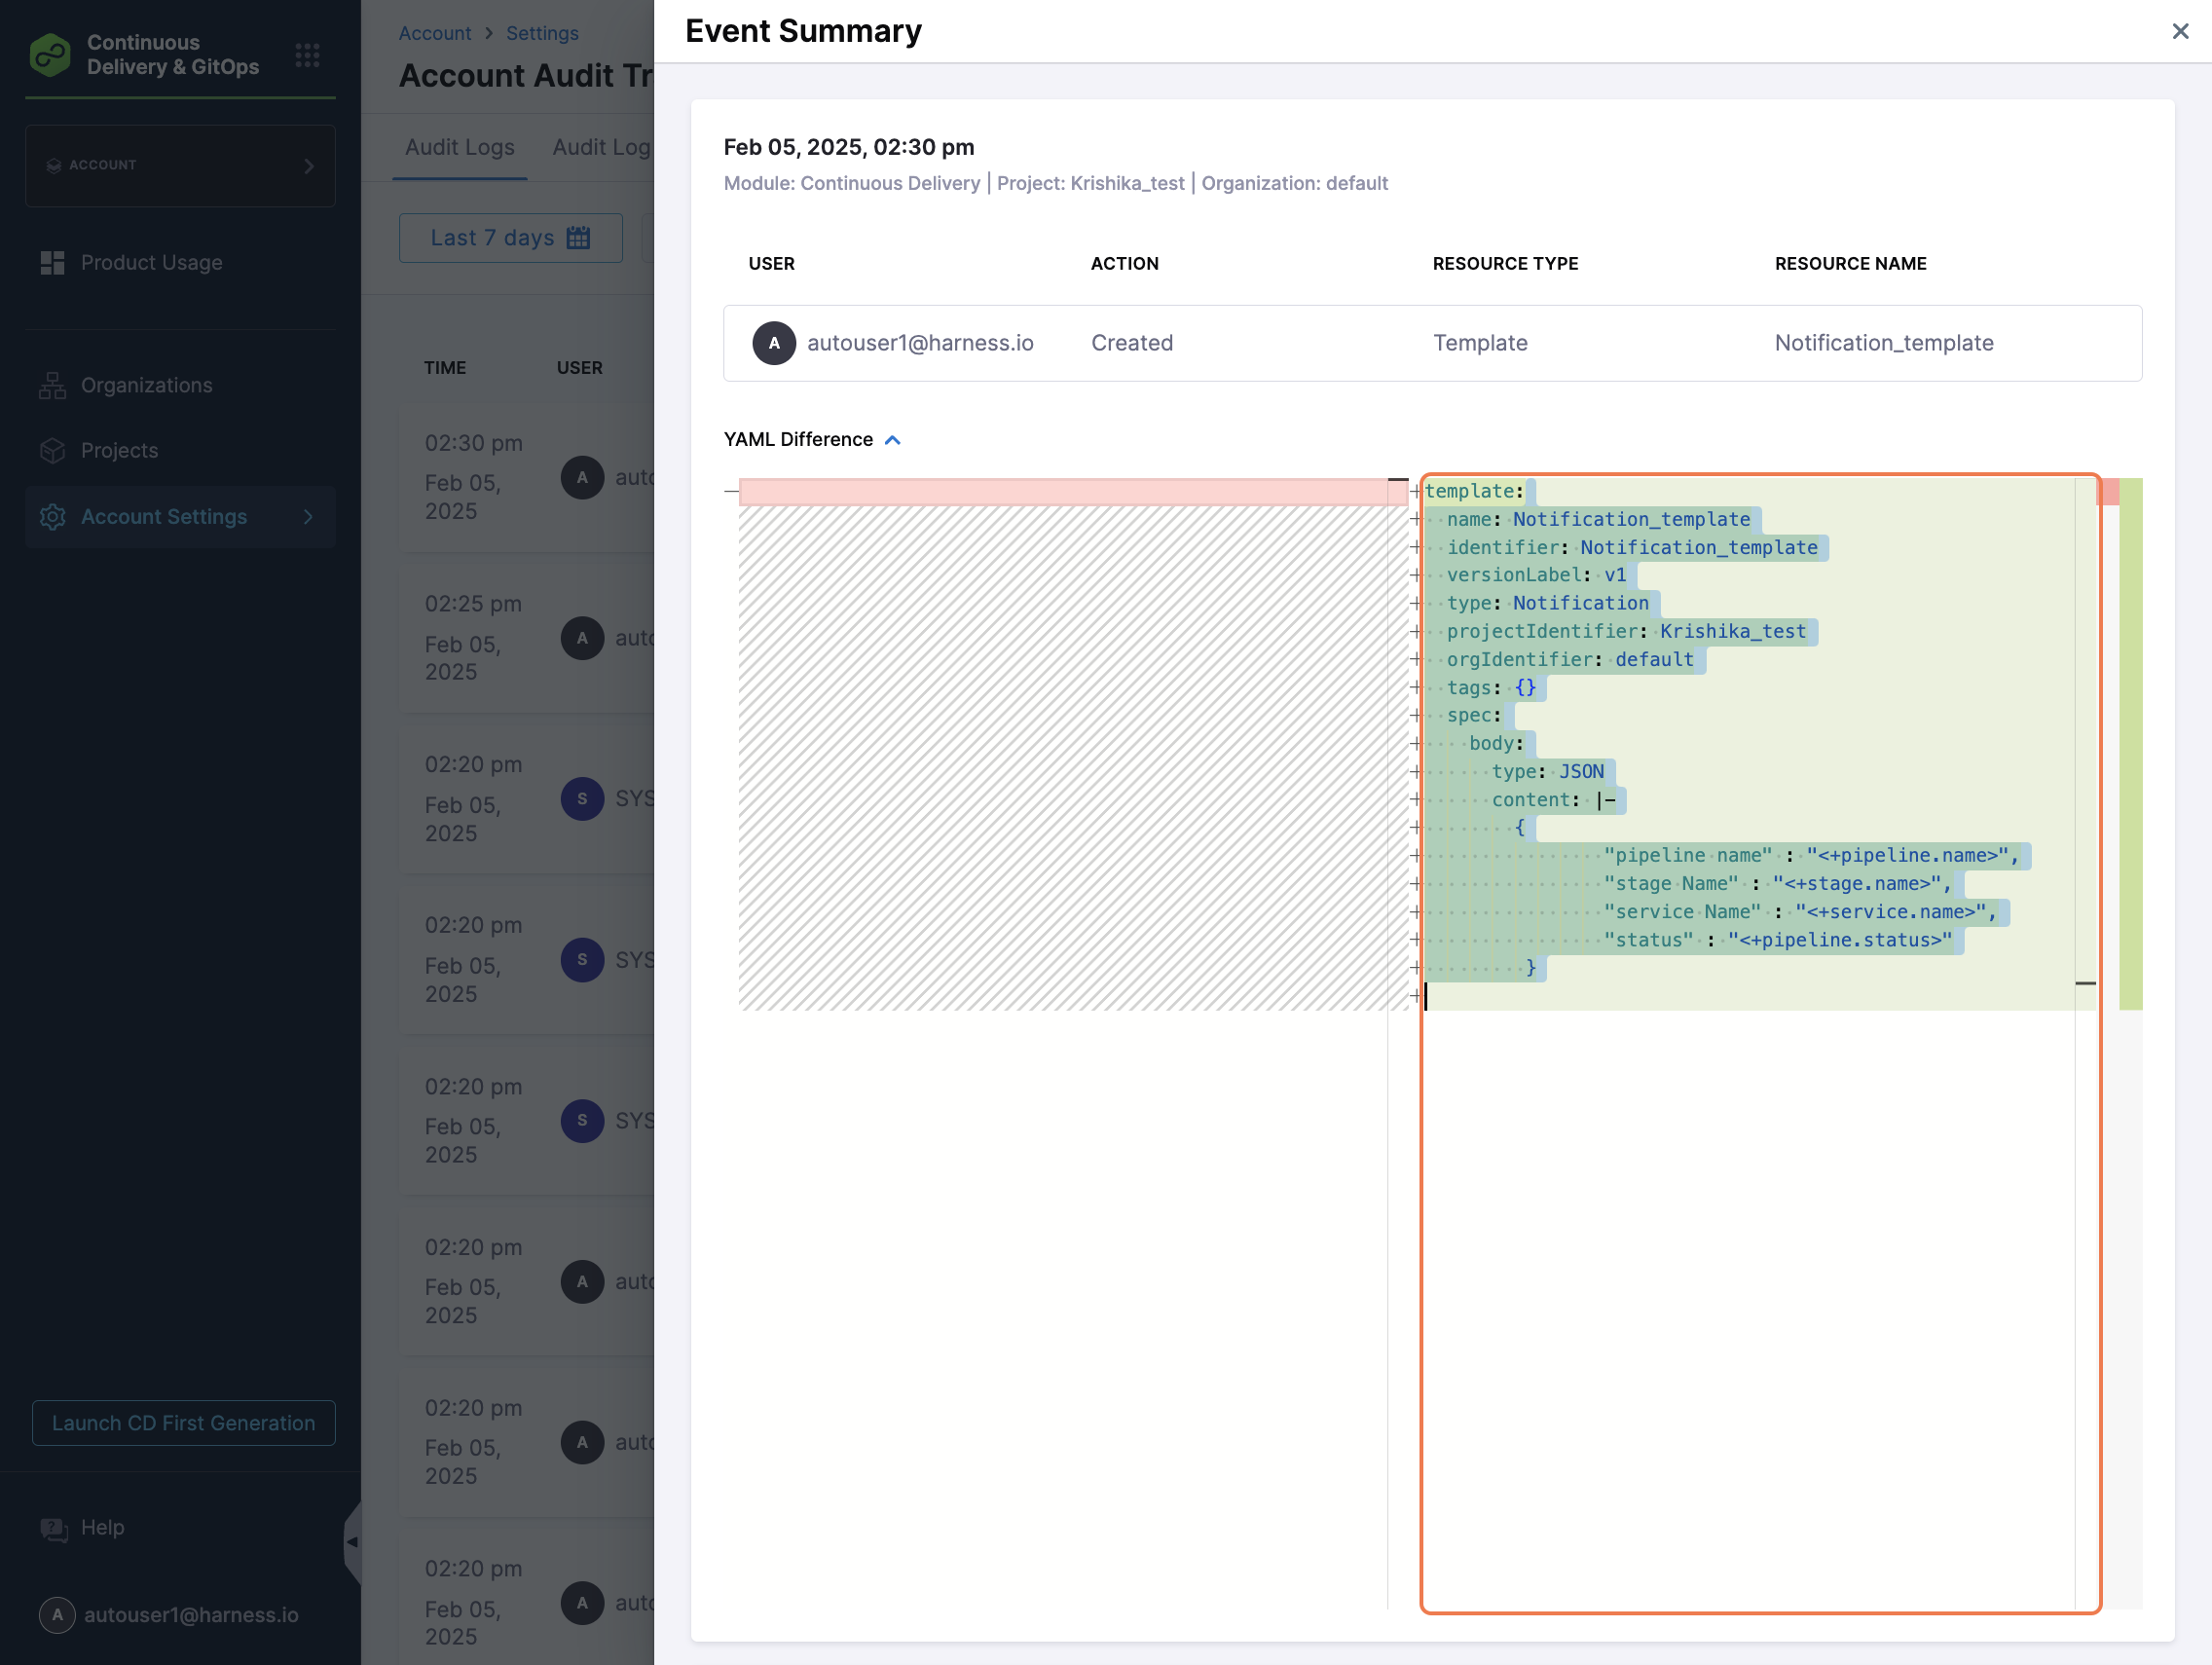 Continuous
Delivery & GitOps
ACCOUNT
Product Usage
Organizations
Projects
Account Settings
Launch CD First Generation
Help
A autouser1@harness.io
Account > Settings
Account Audit Tr
Audit Logs Audit Log
Last 7 days
TIME USER
02:30 pm
Feb 05,
2025
A auto
02:25 pm
Feb 05,
2025
A auto
02:20 pm
Feb 05,
2025
S SYS
02:20 pm
Feb 05,
2025
S SYS
02:20 pm
Feb 05,
2025
S SYS
02:20 pm
Feb 05,
2025
A auto
02:20 pm
Feb 05,
2025
A auto
02:20 pm
Feb 05,
2025
A auto
Event Summary
Feb 05, 2025, 02:30 pm
Module: Continuous Delivery | Project: Krishika_test | Organization: default
USER ACTION RESOURCE TYPE RESOURCE NAME
A autouser1@harness.io Created Template Notification_template
YAML Difference
template:
  name: Notification_template
  identifier: Notification_template
  versionLabel: v1
  type: Notification
  projectIdentifier: Krishika_test
  orgIdentifier: default
  tags: {}
  spec:
    body:
      type: JSON
      content: |-
        {
                "pipeline name" : "<+pipeline.name>",
                "stage Name" : "<+stage.name>",
                "service Name" : "<+service.name>",
                "status" : "<+pipeline.status>"
         }